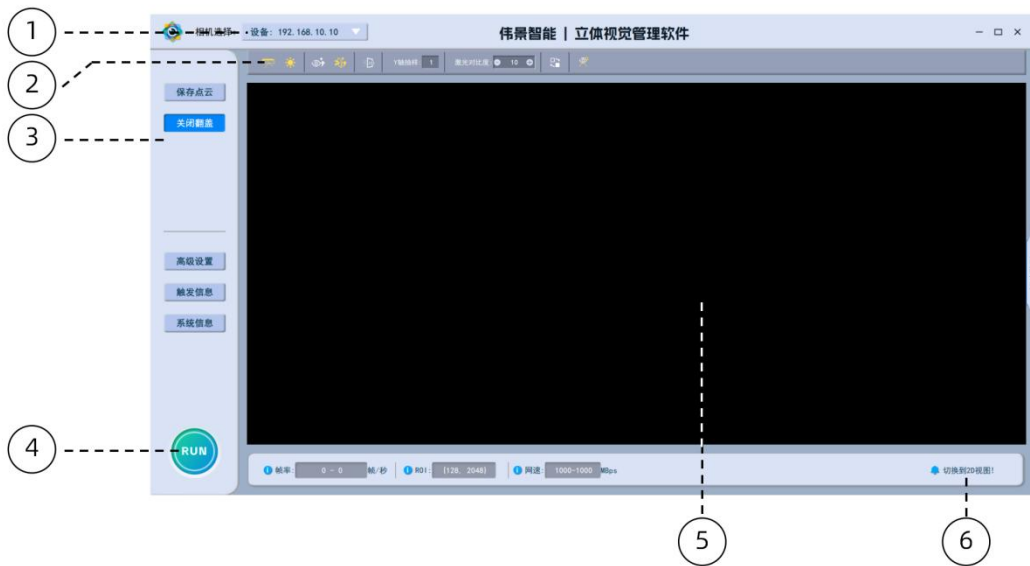 1
相机选择: •设备: 192.168.10.10
伟景智能 | 立体视觉管理软件
2
Y轴抽样 1 激光对比度 10
3
保存点云
关闭翻盖
高级设置
触发信息
系统信息
4
RUN
帧率: 0 - 0 帧/秒 ROI: (128, 2048) 网速: 1000-1000 MBps
切换到2D视图!
5
6